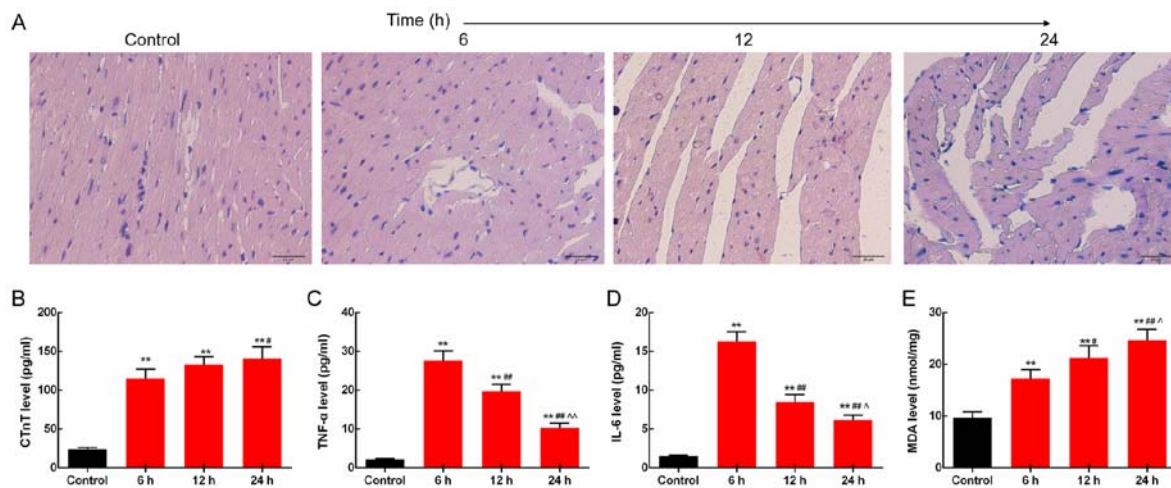 A
Time (h)
Control
6
12
24
B
CTnT level (pg/ml)
200
150
100
50
0
**
**
** #
Control
6 h
12 h
24 h
C
TNF-α level (pg/ml)
40
30
20
10
0
**
** ##
** ## ^^
Control
6 h
12 h
24 h
D
IL-6 level (pg/ml)
20
15
10
5
0
**
** ##
** ## ^
Control
6 h
12 h
24 h
E
MDA level (nmol/mg)
30
20
10
0
**
** #
** ## ^
Control
6 h
12 h
24 h